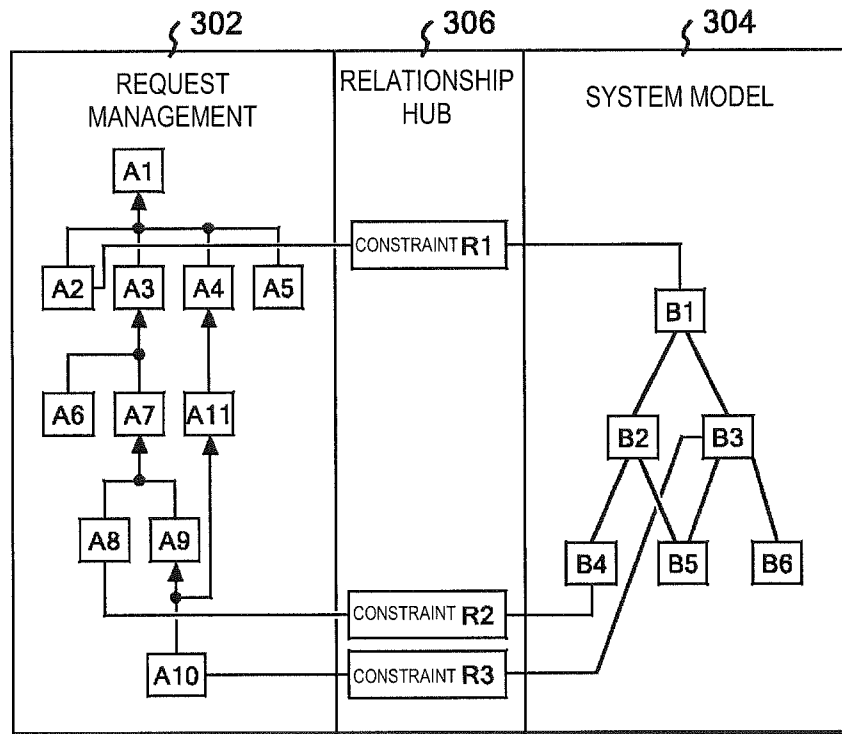 302
306
304
REQUEST
MANAGEMENT
RELATIONSHIP
HUB
SYSTEM MODEL
A1
CONSTRAINT R1
A2
A3
A4
A5
B1
A6
A7
A11
B2
B3
A8
A9
B4
B5
B6
CONSTRAINT R2
A10
CONSTRAINT R3